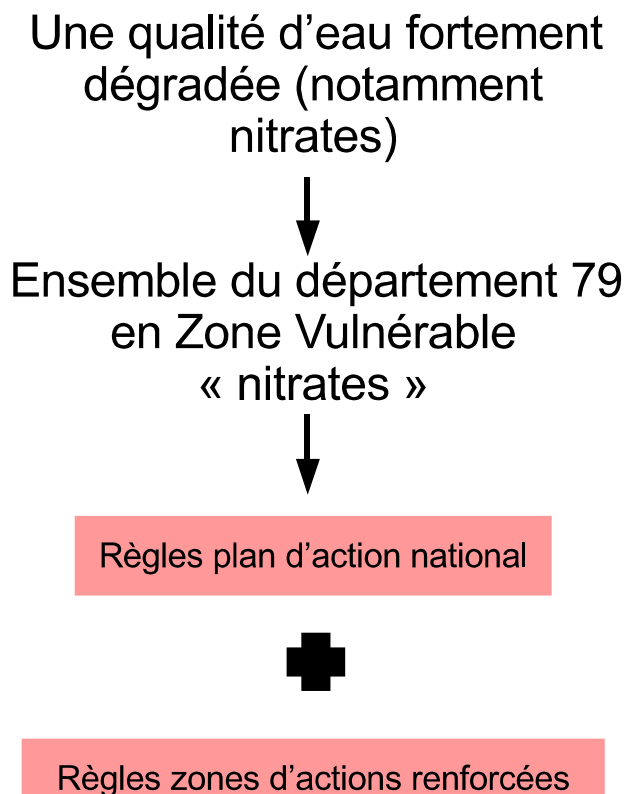 Une qualité d’eau fortement
dégradée (notamment
nitrates)
Ensemble du département 79
en Zone Vulnérable
« nitrates »
Règles plan d’action national
Règles zones d’actions renforcées